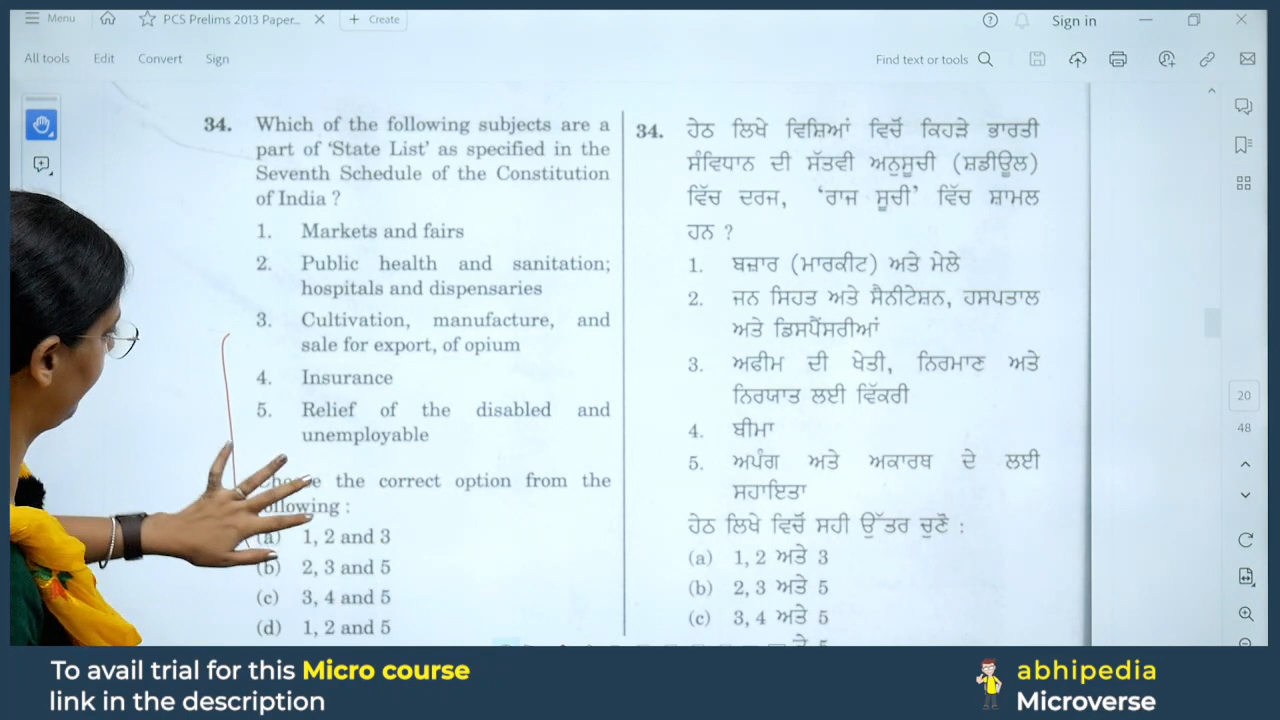 Menu
PCS Prelims 2013 Paper...
Create
Sign in
All tools
Edit
Convert
Sign
Find text or tools
34. Which of the following subjects are a
part of 'State List' as specified in the
Seventh Schedule of the Constitution
of India ?
1. Markets and fairs
2. Public health and sanitation;
hospitals and dispensaries
3. Cultivation, manufacture, and
sale for export, of opium
4. Insurance
5. Relief of the disabled and
unemployable
the correct option from the
(a) 1, 2 and 3
(b) 2, 3 and 5
(c) 3, 4 and 5
(d) 1, 2 and 5
34. ਹੇਠ ਲਿਖੇ ਵਿਸ਼ਿਆਂ ਵਿਚੋਂ ਕਿਹੜੇ ਭਾਰਤੀ
ਸੰਵਿਧਾਨ ਦੀ ਸੱਤਵੀ ਅਨੁਸੂਚੀ (ਸ਼ਡੀਊਲ)
ਵਿੱਚ ਦਰਜ, 'ਰਾਜ ਸੂਚੀ' ਵਿੱਚ ਸ਼ਾਮਲ
ਹਨ ?
1. ਬਜ਼ਾਰ (ਮਾਰਕੀਟ) ਅਤੇ ਮੇਲੇ
2. ਜਨ ਸਿਹਤ ਅਤੇ ਸੈਨੀਟੇਸ਼ਨ, ਹਸਪਤਾਲ
ਅਤੇ ਡਿਸਪੈਂਸਰੀਆਂ
3. ਅਫੀਮ ਦੀ ਖੇਤੀ, ਨਿਰਮਾਣ ਅਤੇ
ਨਿਰਯਾਤ ਲਈ ਵਿੱਕਰੀ
4. ਬੀਮਾ
5. ਅਪੰਗ ਅਤੇ ਅਕਾਰਥ ਦੇ ਲਈ
ਸਹਾਇਤਾ
ਹੇਠ ਲਿਖੇ ਵਿਚੋਂ ਸਹੀ ਉੱਤਰ ਚੁਣੋ :
(a) 1, 2 ਅਤੇ 3
(b) 2, 3 ਅਤੇ 5
(c) 3, 4 ਅਤੇ 5
20
48
To avail trial for this Micro course
link in the description
abhipedia
Microverse